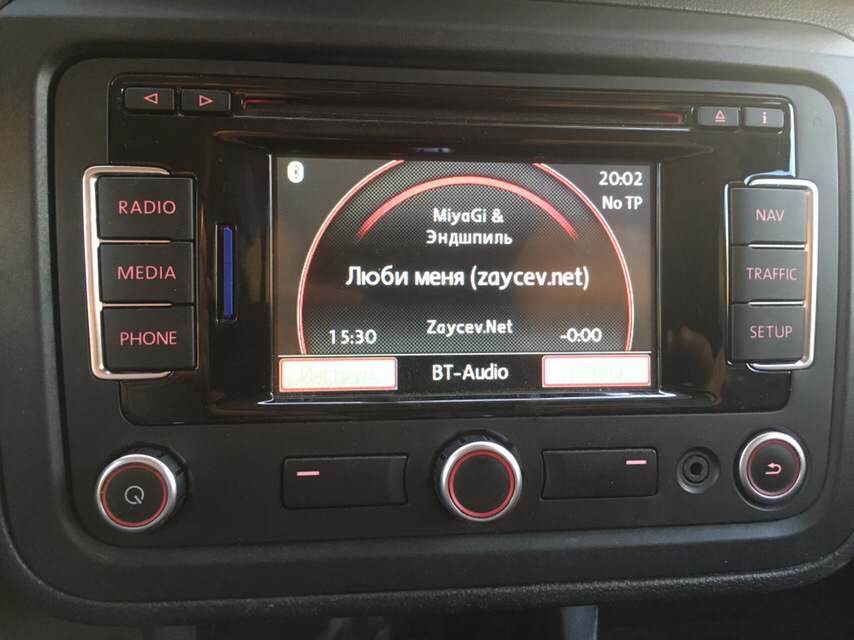 20:02
No TP
MiyaGi &
Эндшпиль
Люби меня (zaycev.net)
Zaycev.Net
15:30
-0:00
Инструм.
BT-Audio
RADIO
MEDIA
PHONE
NAV
TRAFFIC
SETUP
i